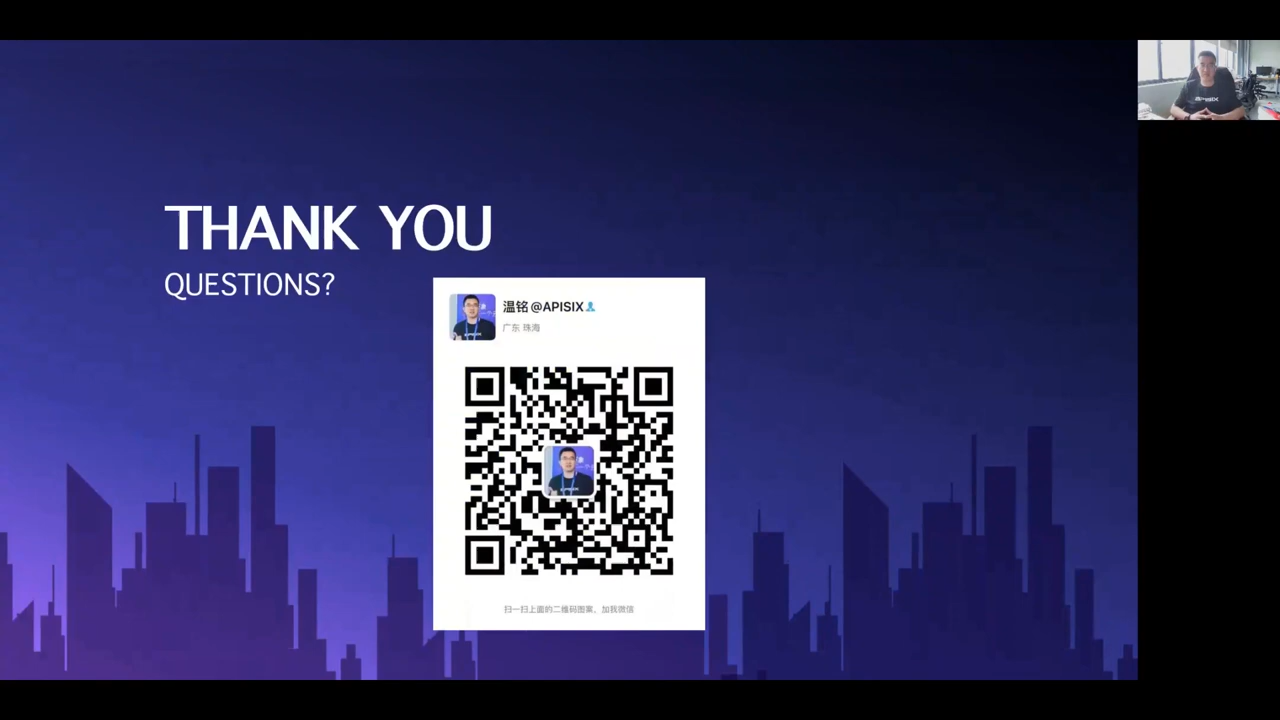 THANK YOU
QUESTIONS?
温铭 @APISIX
广东 珠海
扫一扫上面的二维码图案，加我微信
APISIX